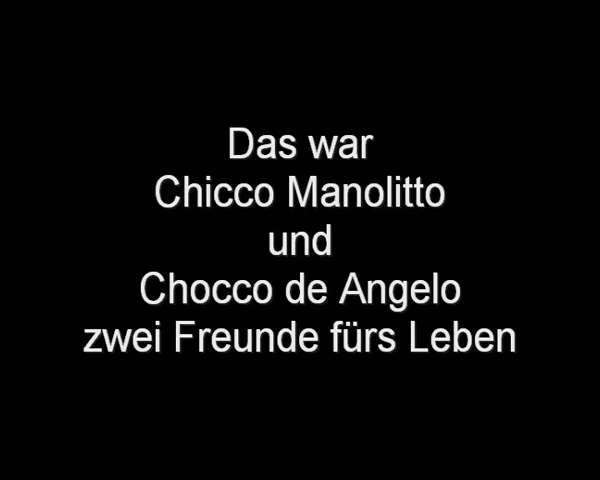 Das war
Chicco Manolitto
und
Chocco de Angelo
zwei Freunde fürs Leben